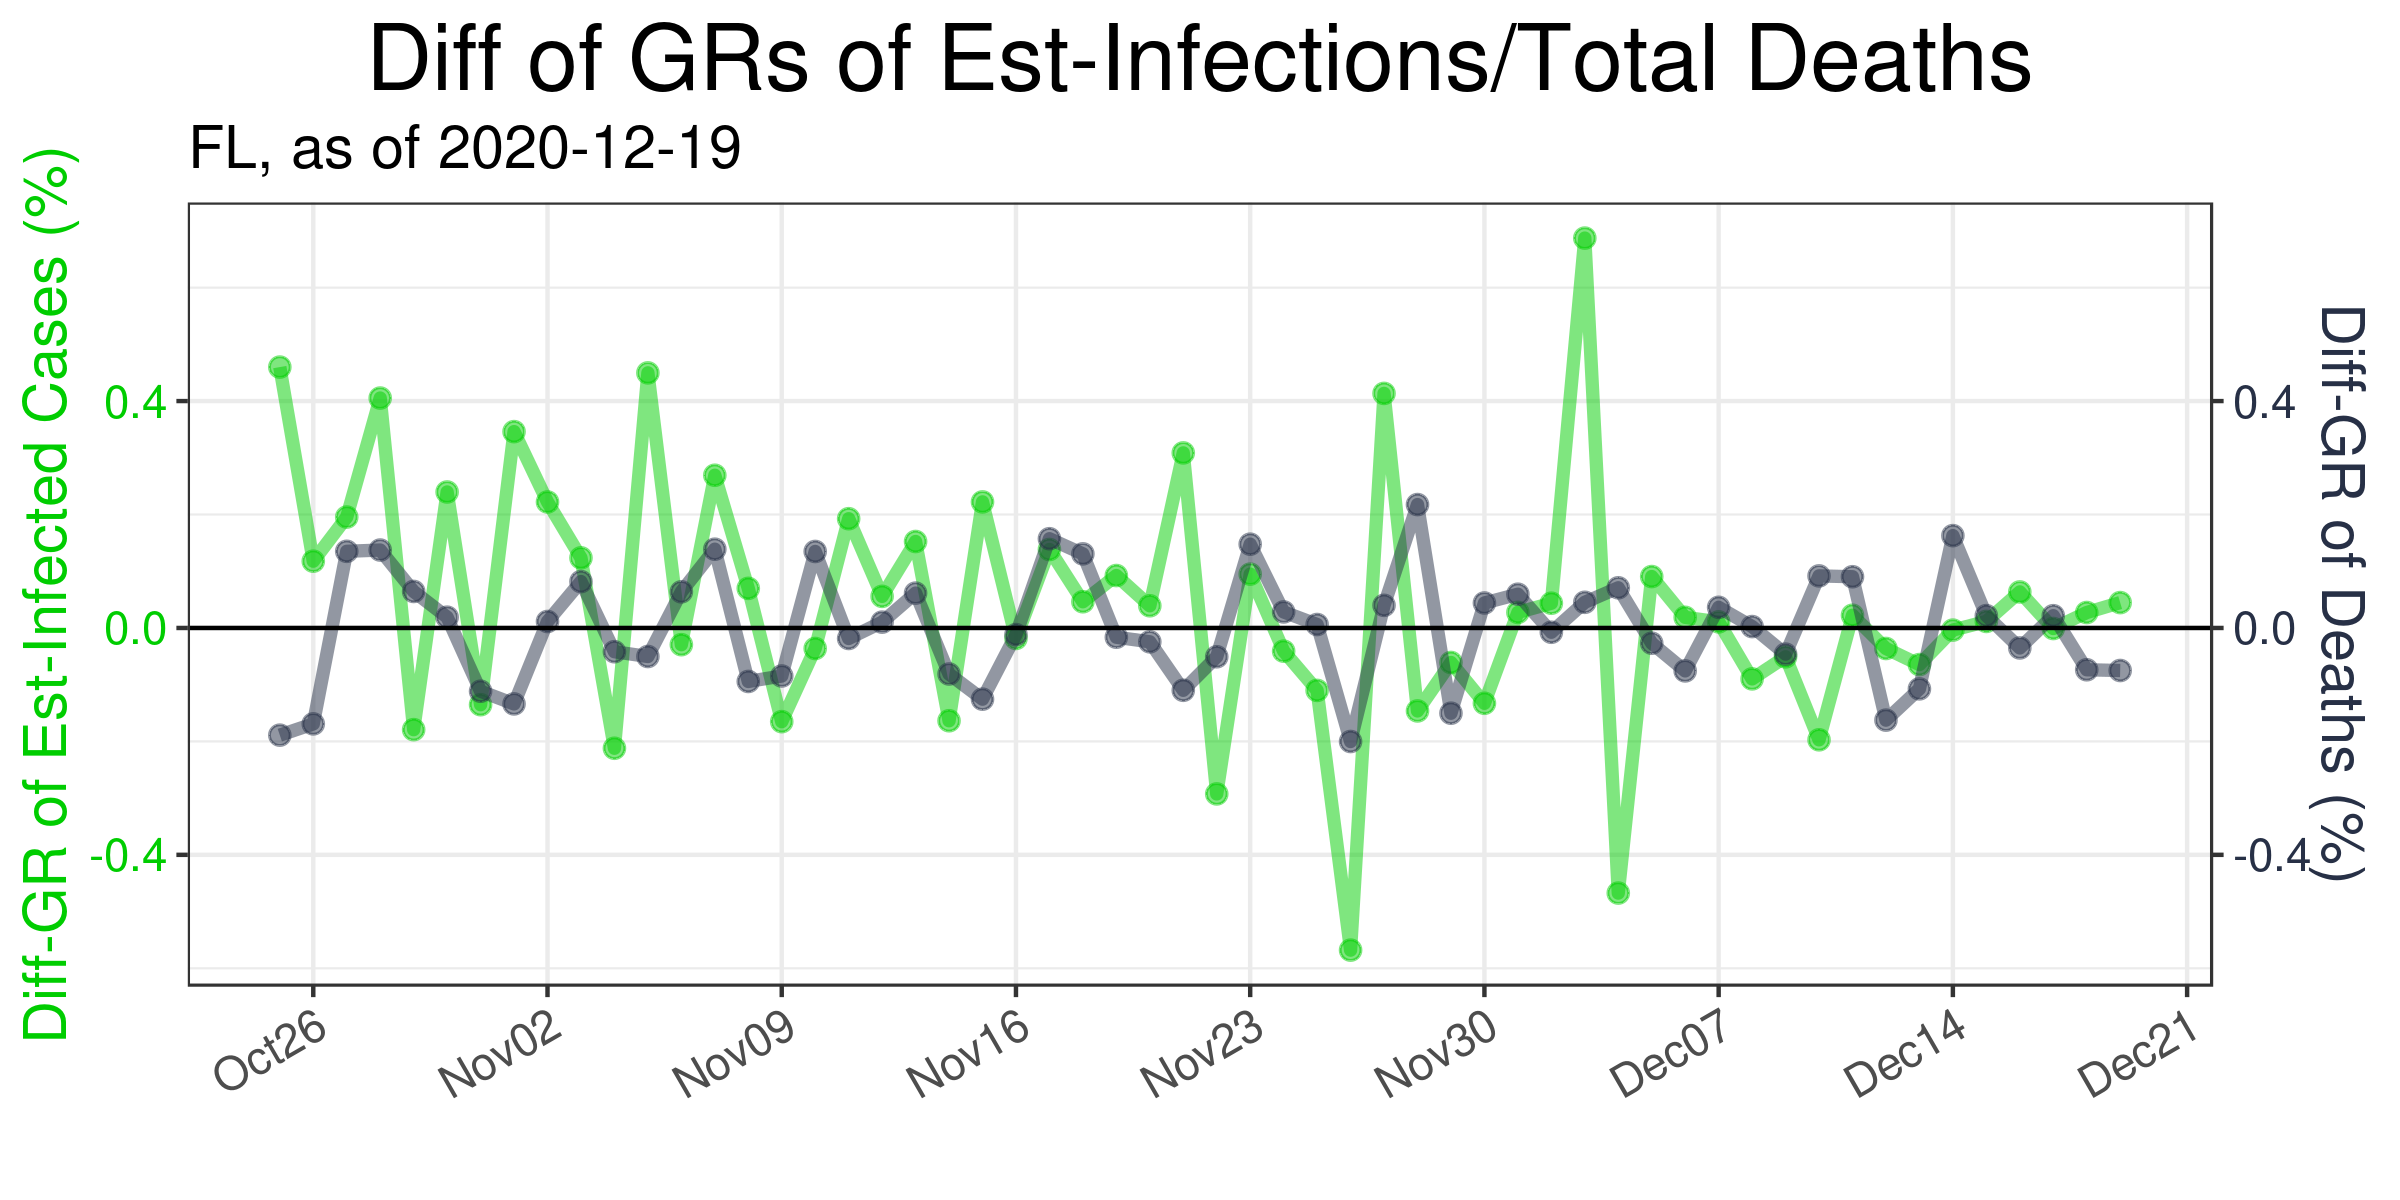 Diff of GRs of Est-Infections/Total Deaths
FL, as of 2020-12-19
Diff-GR of Est-Infected Cases (%)
0.4
0.0
-0.4
0.4
0.0
-0.4
Diff-GR of Deaths (%)
Oct26
Nov02
Nov09
Nov16
Nov23
Nov30
Dec07
Dec14
Dec21